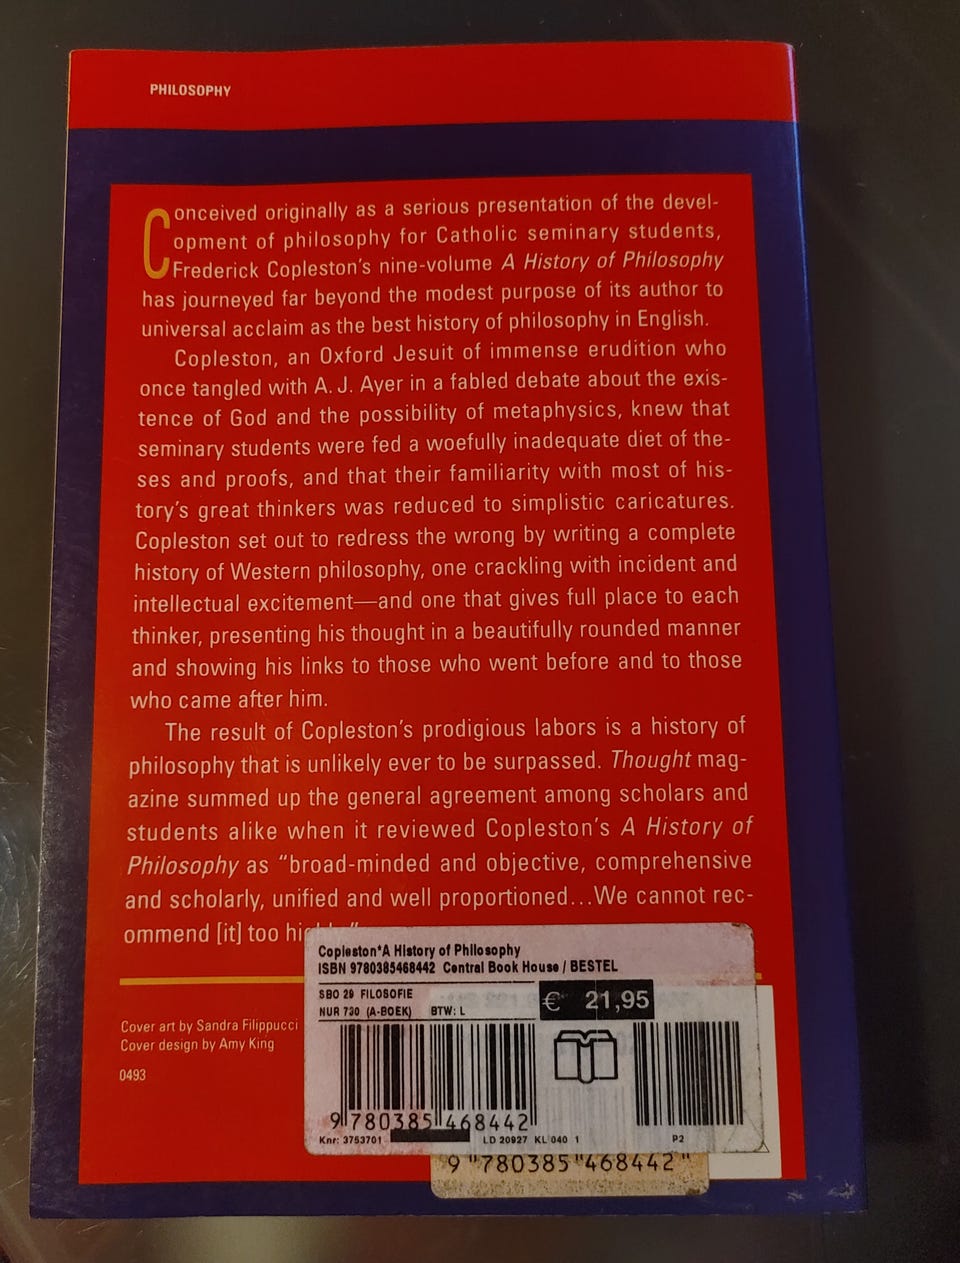 PHILOSOPHY
Conceived originally as a serious presentation of the devel-
opment of philosophy for Catholic seminary students,
Frederick Copleston's nine-volume A History of Philosophy
has journeyed far beyond the modest purpose of its author to
universal acclaim as the best history of philosophy in English.
Copleston, an Oxford Jesuit of immense erudition who
once tangled with A. J. Ayer in a fabled debate about the exis-
tence of God and the possibility of metaphysics, knew that
seminary students were fed a woefully inadequate diet of the-
ses and proofs, and that their familiarity with most of his-
tory's great thinkers was reduced to simplistic caricatures.
Copleston set out to redress the wrong by writing a complete
history of Western philosophy, one crackling with incident and
intellectual excitement—and one that gives full place to each
thinker, presenting his thought in a beautifully rounded manner
and showing his links to those who went before and to those
who came after him.
The result of Copleston's prodigious labors is a history of
philosophy that is unlikely ever to be surpassed. Thought mag-
azine summed up the general agreement among scholars and
students alike when it reviewed Copleston's A History of
Philosophy as "broad-minded and objective, comprehensive
and scholarly, unified and well proportioned...We cannot rec-
ommend [it] too
Copleston*A History of Philosophy
ISBN 9780385468442 Central Book House / BESTEL
SBO 29 FILOSOFIE
NUR 730 (A-BOEK) BTW: L
€ 21,95
9 780385 468442
Knr: 3753701 LD 20927 KL 040 1 P2
9 780385 468442
Cover art by Sandra Filippucci
Cover design by Amy King
0493